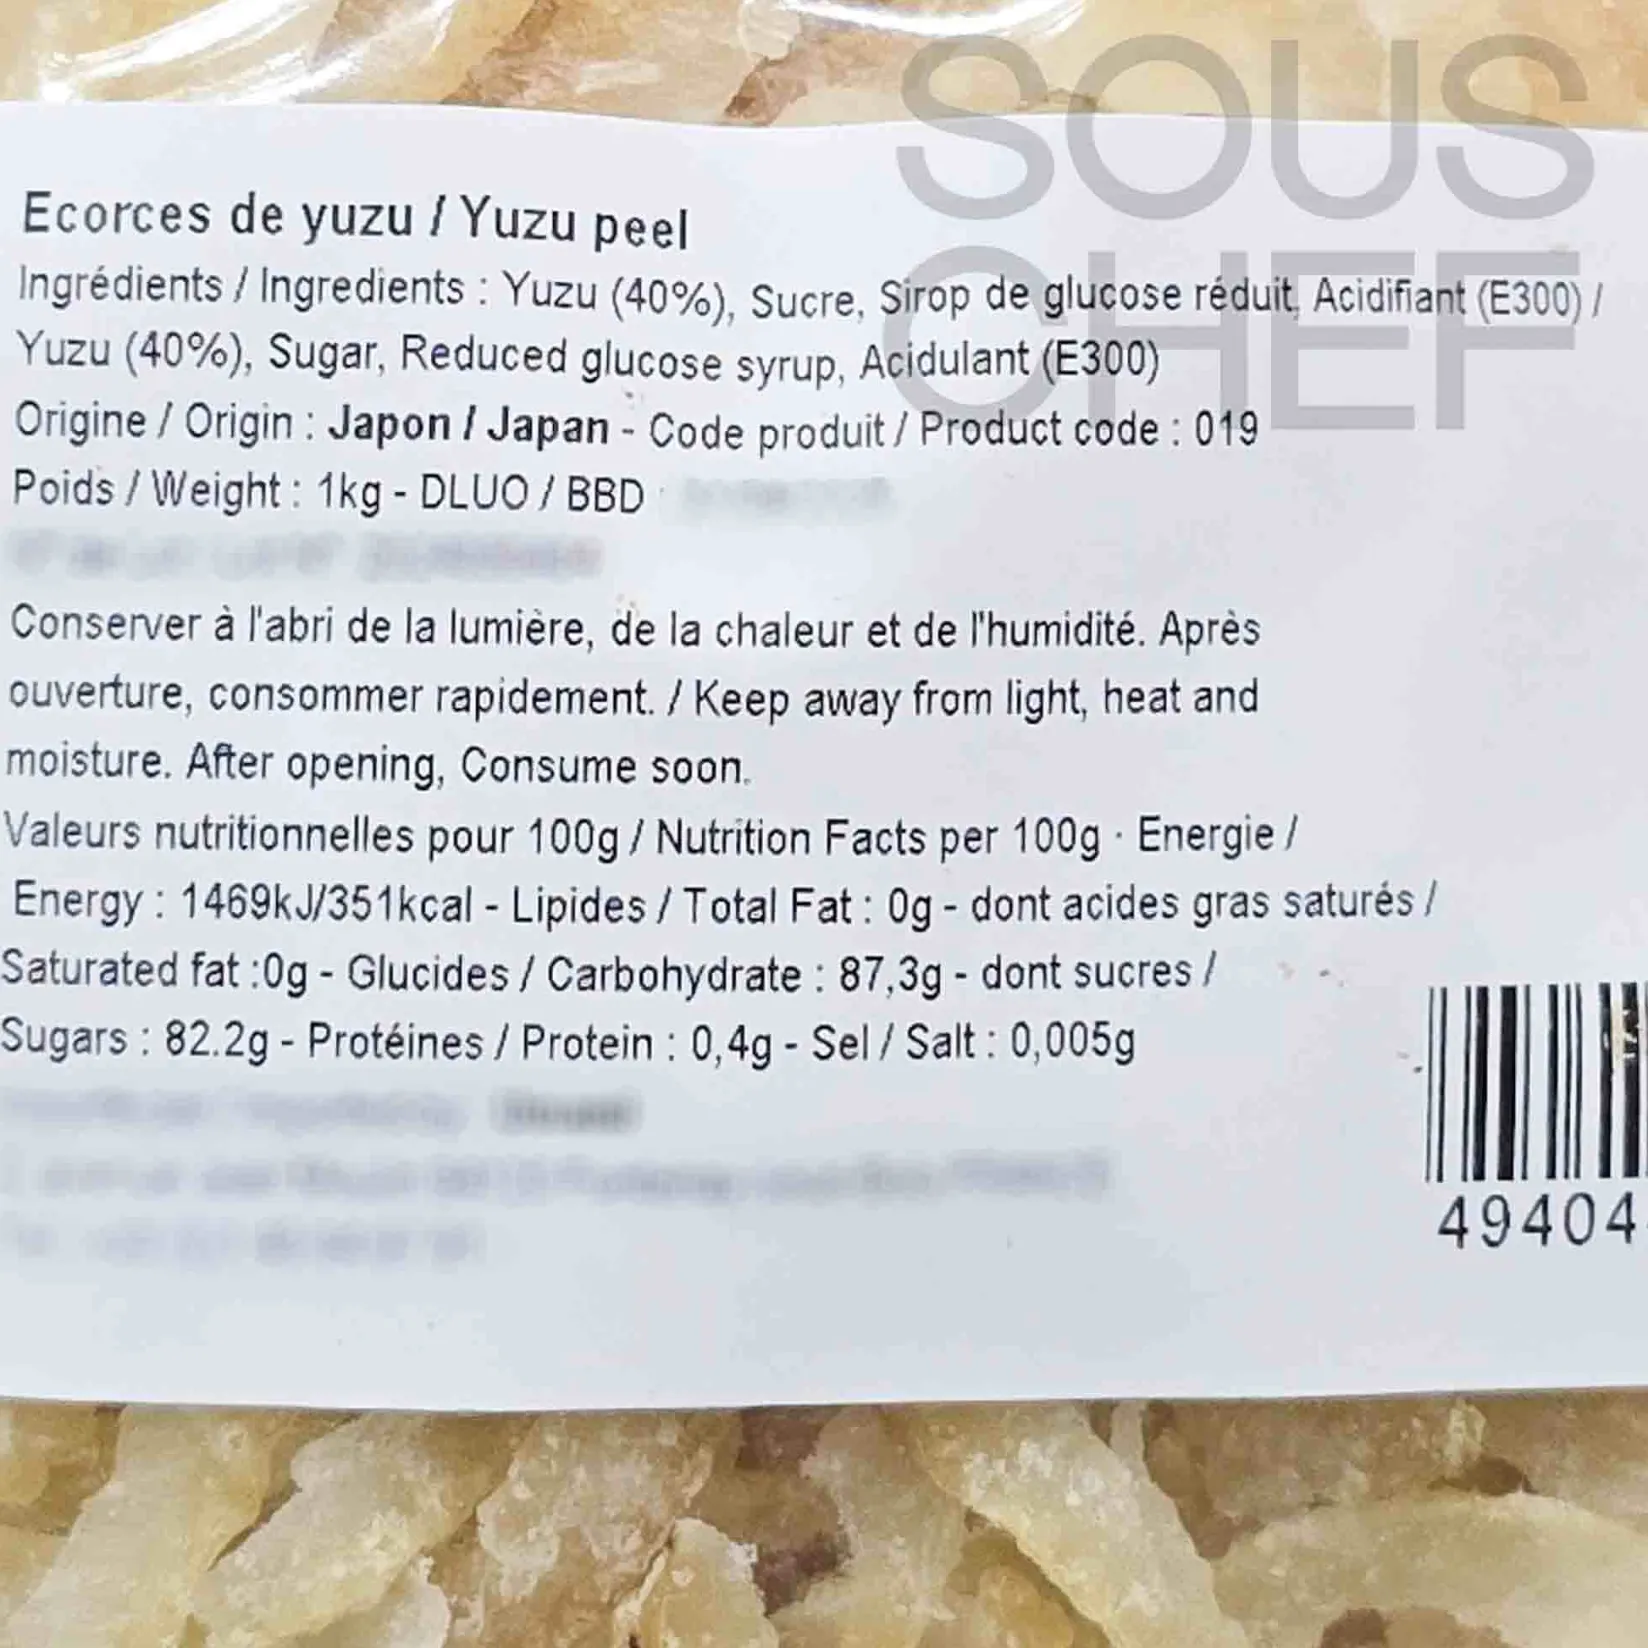 SOUS
CHEF
Ecorces de yuzu / Yuzu peel
Ingrédients / Ingredients : Yuzu (40%), Sucre, Sirop de glucose réduit, Acidifiant (E300) /
Yuzu (40%), Sugar, Reduced glucose syrup, Acidulant (E300)
Origine / Origin : Japon / Japan - Code produit / Product code : 019
Poids / Weight : 1kg - DLUO / BBD
Conserver à l'abri de la lumière, de la chaleur et de l'humidité. Après
ouverture, consommer rapidement. / Keep away from light, heat and
moisture. After opening, Consume soon.
Valeurs nutritionnelles pour 100g / Nutrition Facts per 100g · Energie /
Energy : 1469kJ/351kcal - Lipides / Total Fat : 0g - dont acides gras saturés /
Saturated fat :0g - Glucides / Carbohydrate : 87,3g - dont sucres /
Sugars : 82.2g - Protéines / Protein : 0,4g - Sel / Salt : 0,005g
49404